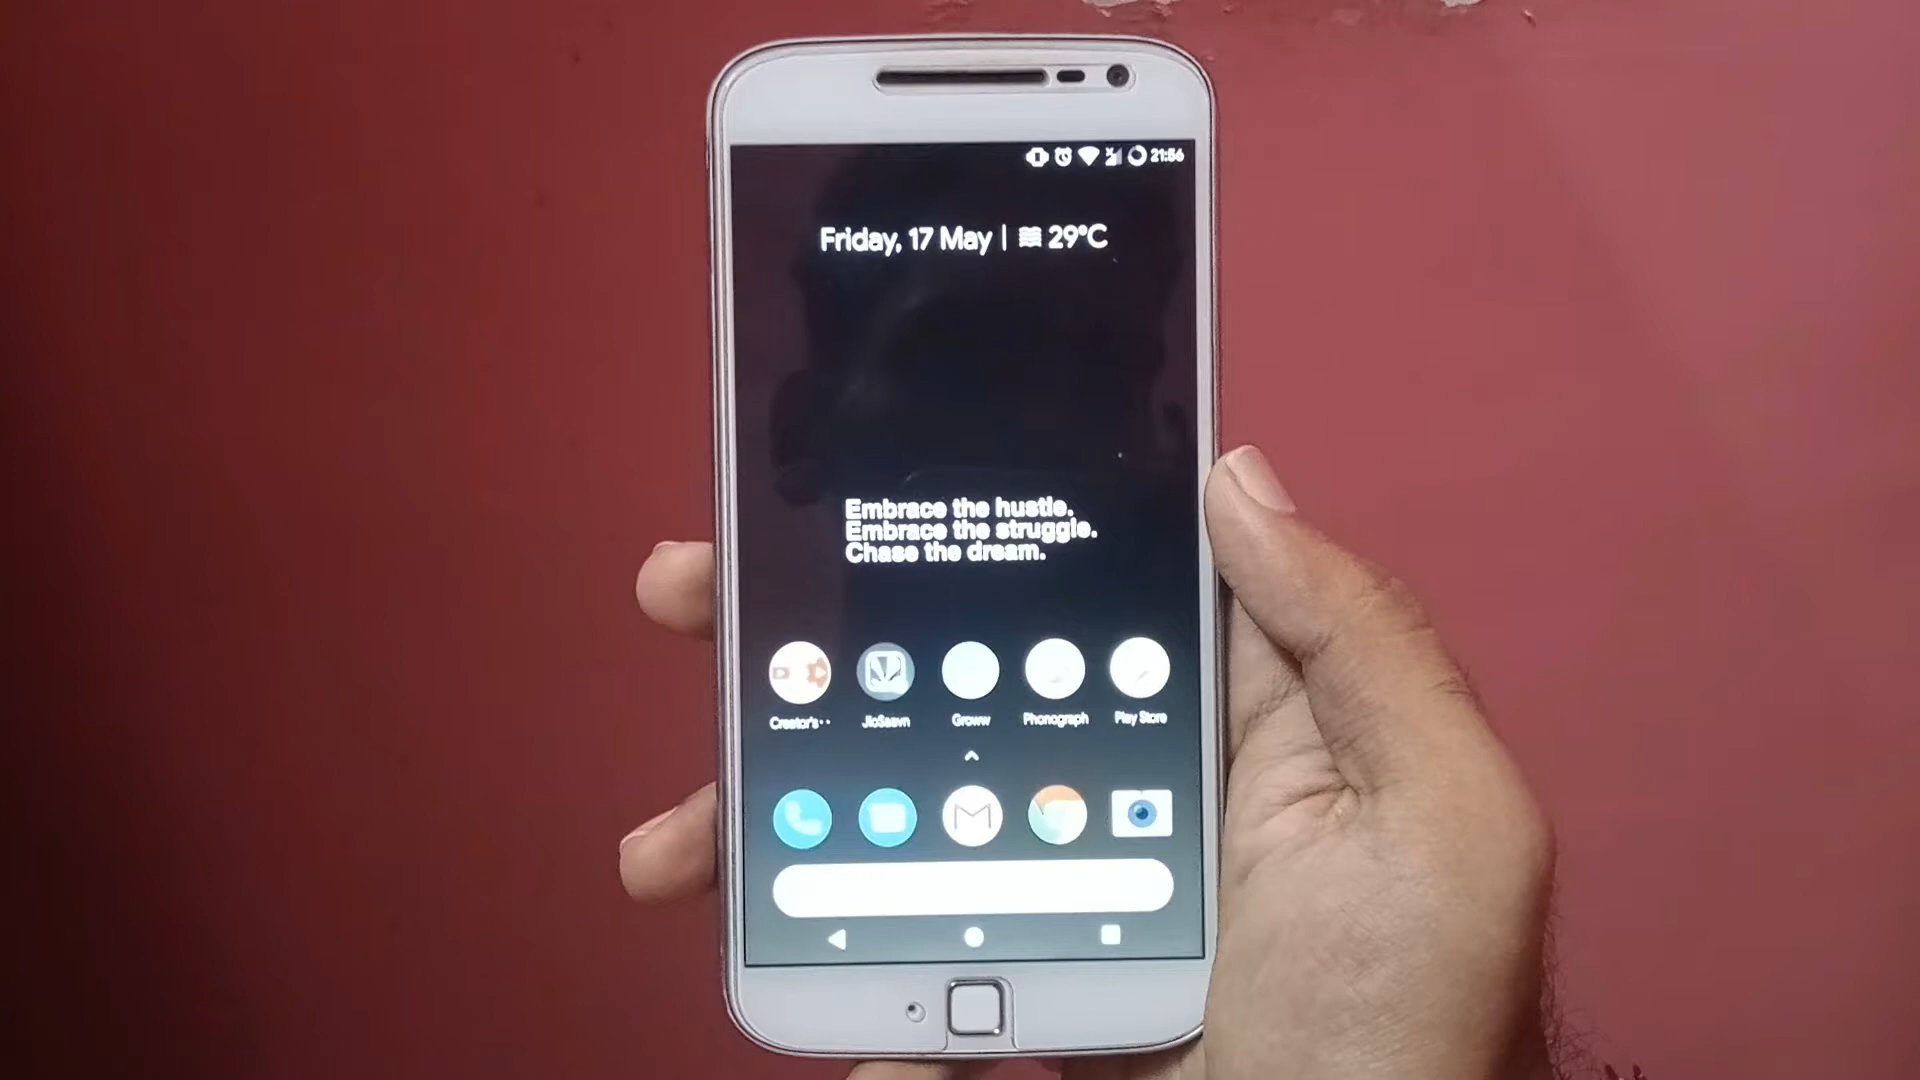 21:56
Friday, 17 May | 29°C
Embrace the hustle.
Embrace the struggle.
Chase the dream.
Creator's··
JioSaavn
Groww
Phonograph
Play Store